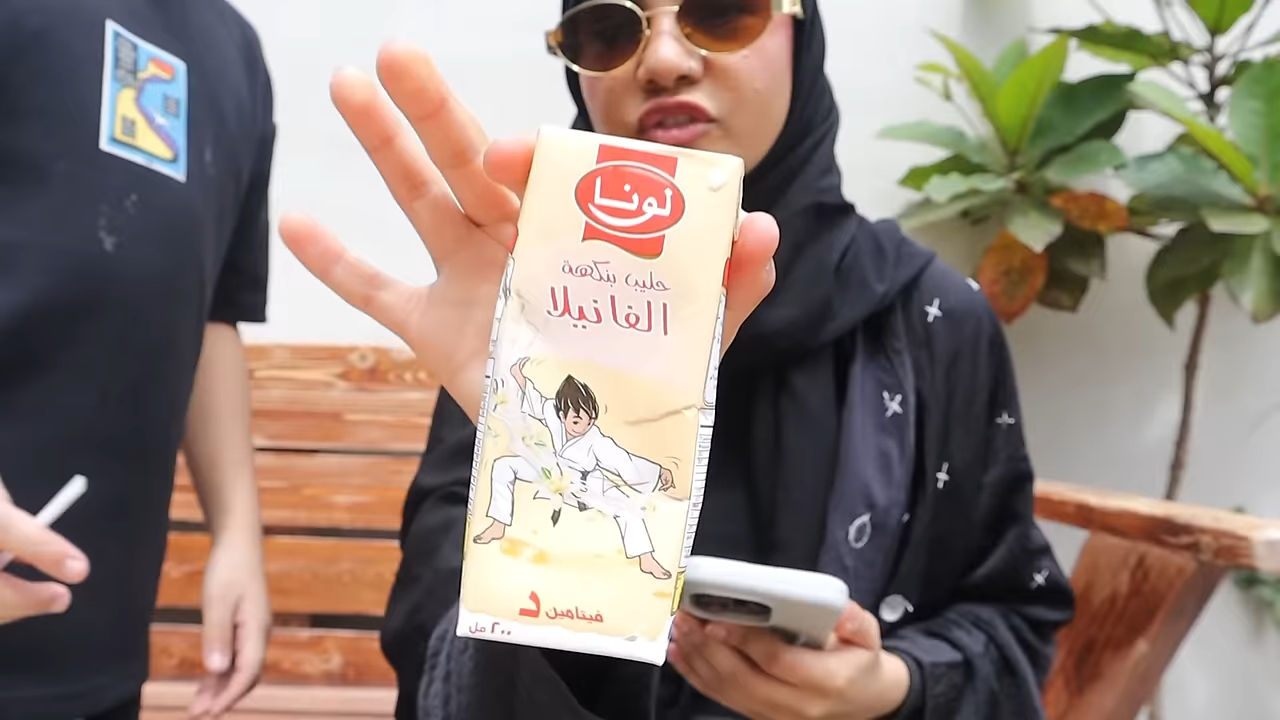 لونا
حليب بنكهة
الفانيلا
فيتامين د
٢٠٠ مل